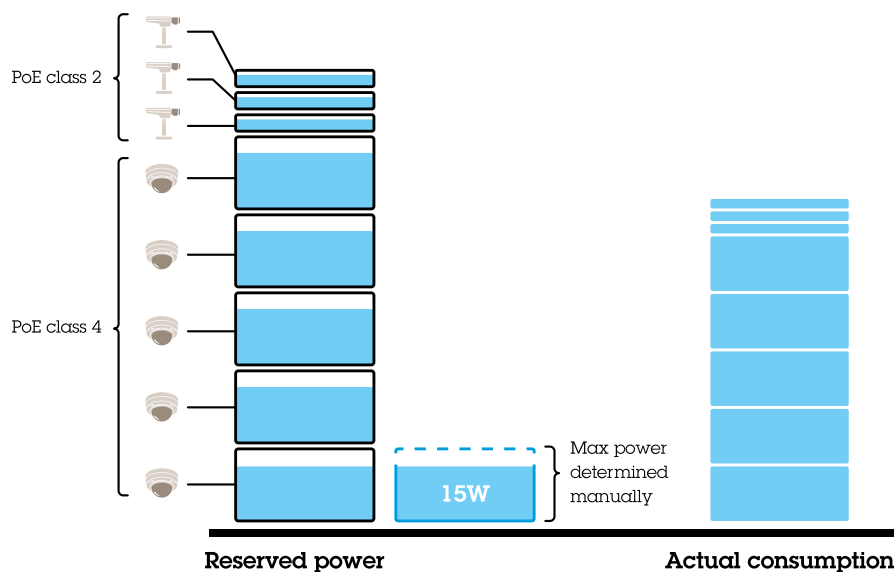 PoE class 2
PoE class 4
15W
Max power
determined
manually
Reserved power
Actual consumption